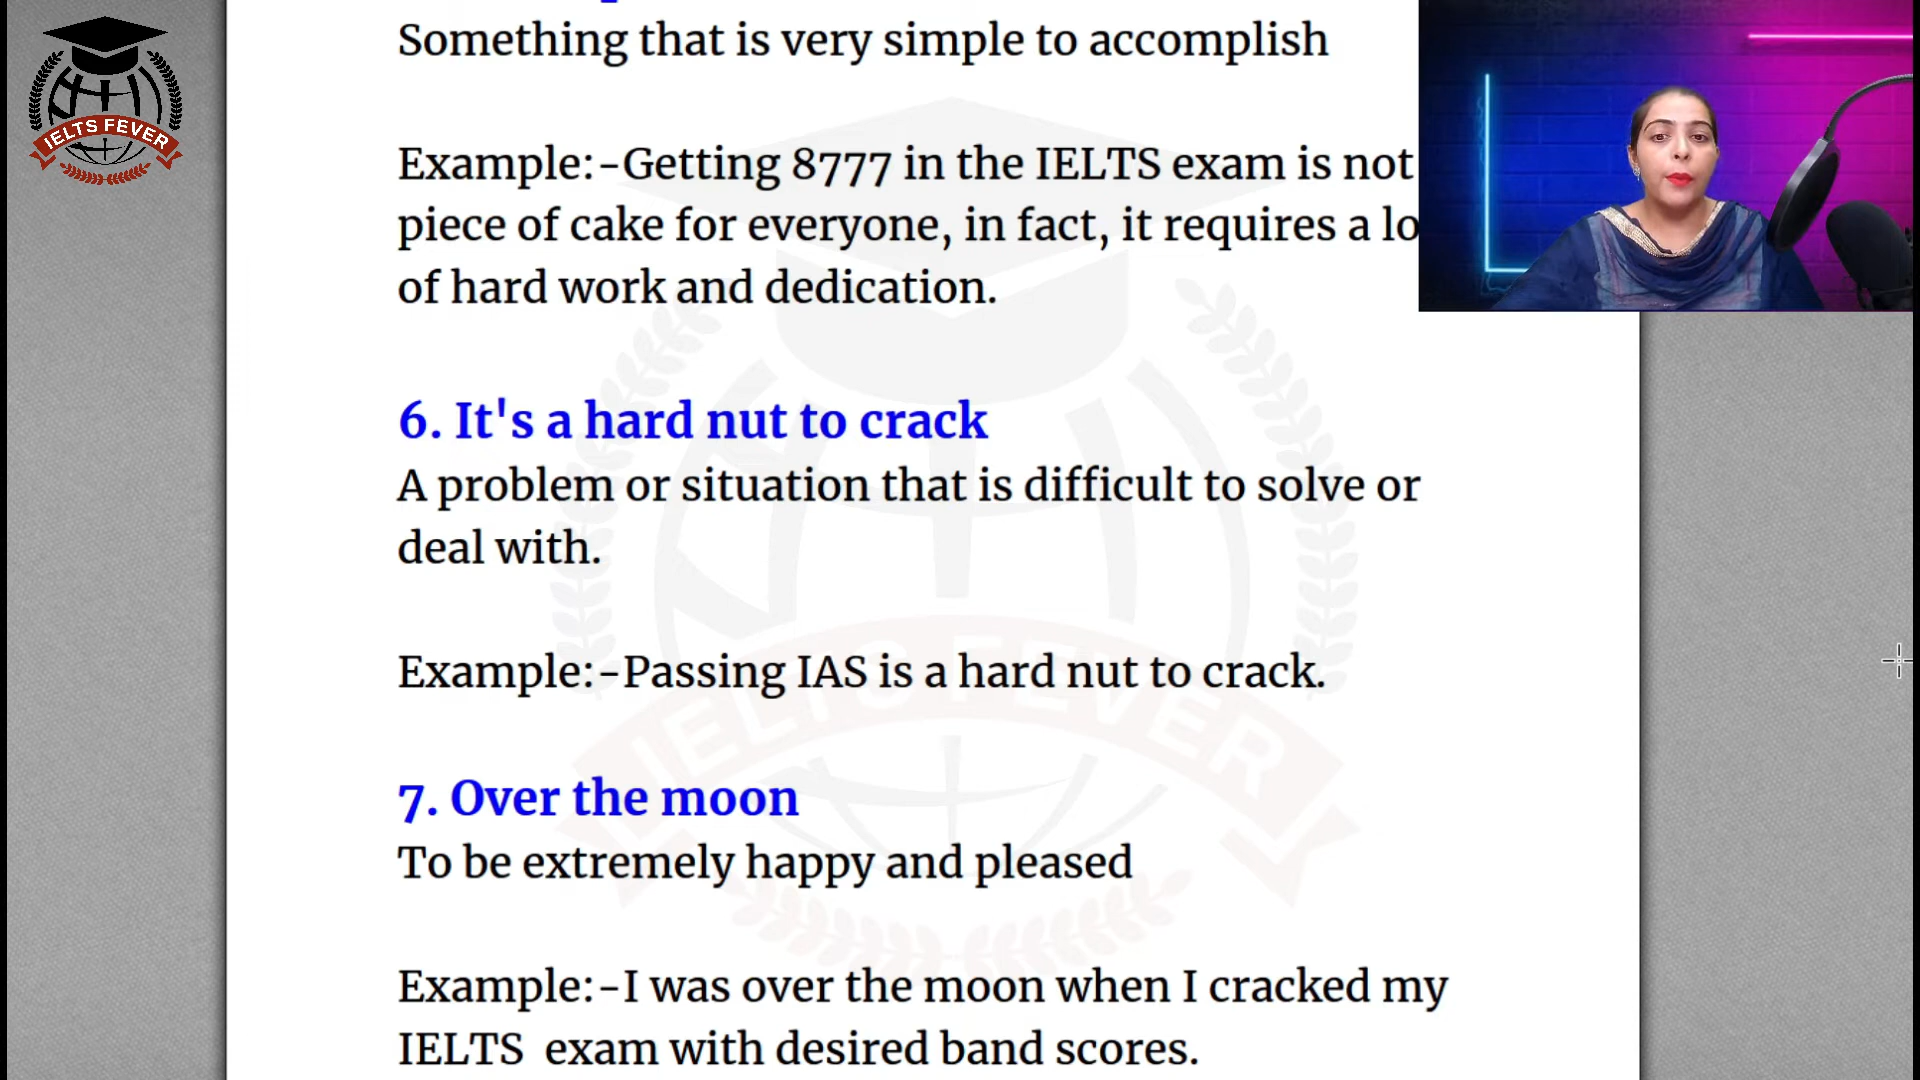 IELTS FEVER
Something that is very simple to accomplish
Example:-Getting 8777 in the IELTS exam is not
piece of cake for everyone, in fact, it requires a lo
of hard work and dedication.
6. It's a hard nut to crack
A problem or situation that is difficult to solve or
deal with.
Example:-Passing IAS is a hard nut to crack.
IELTS FEVER
7. Over the moon
To be extremely happy and pleased
Example:-I was over the moon when I cracked my
IELTS exam with desired band scores.